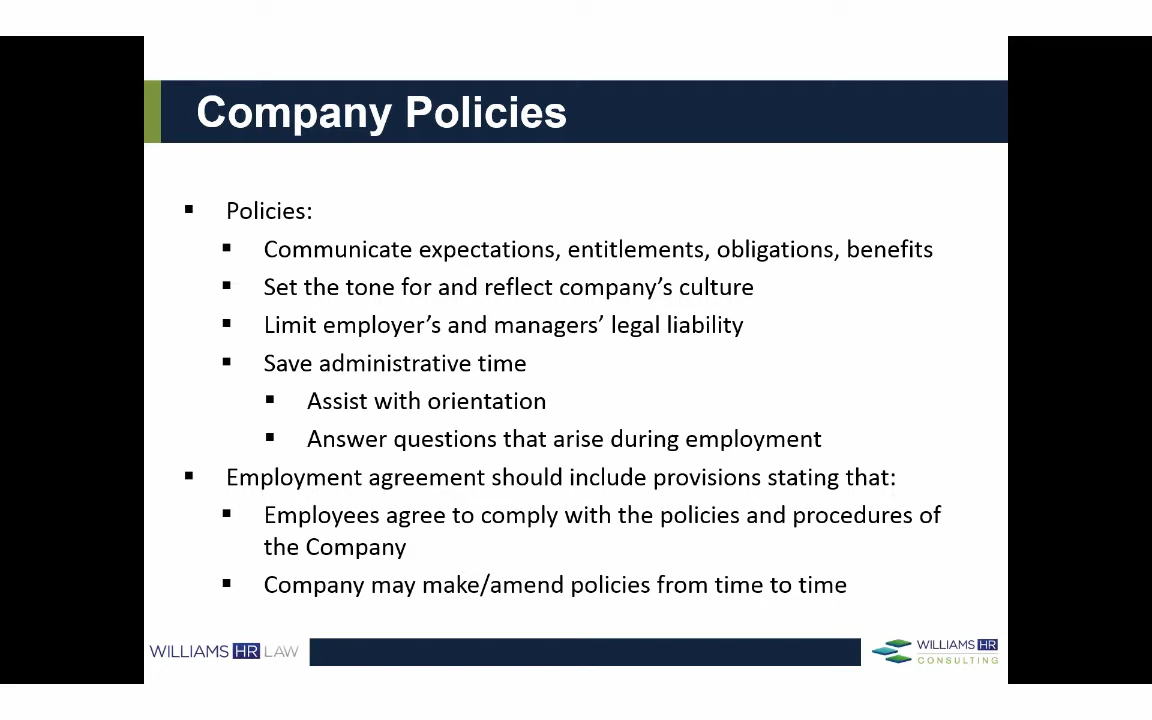 Company Policies
▪ Policies:
▪ Communicate expectations, entitlements, obligations, benefits
▪ Set the tone for and reflect company’s culture
▪ Limit employer’s and managers’ legal liability
▪ Save administrative time
▪ Assist with orientation
▪ Answer questions that arise during employment
▪ Employment agreement should include provisions stating that:
▪ Employees agree to comply with the policies and procedures of
the Company
▪ Company may make/amend policies from time to time
WILLIAMS HR LAW
WILLIAMS HR
CONSULTING